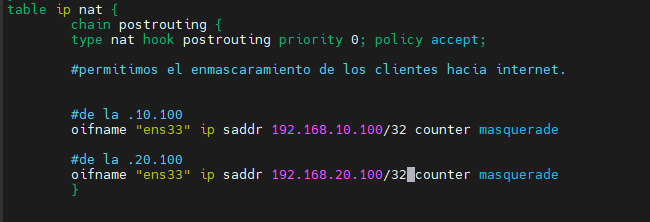 table ip nat {
chain postrouting {
type nat hook postrouting priority 0; policy accept;
#permitimos el enmascaramiento de los clientes hacia internet.
#de la .10.100
oifname "ens33" ip saddr 192.168.10.100/32 counter masquerade
#de la .20.100
oifname "ens33" ip saddr 192.168.20.100/32 counter masquerade
}